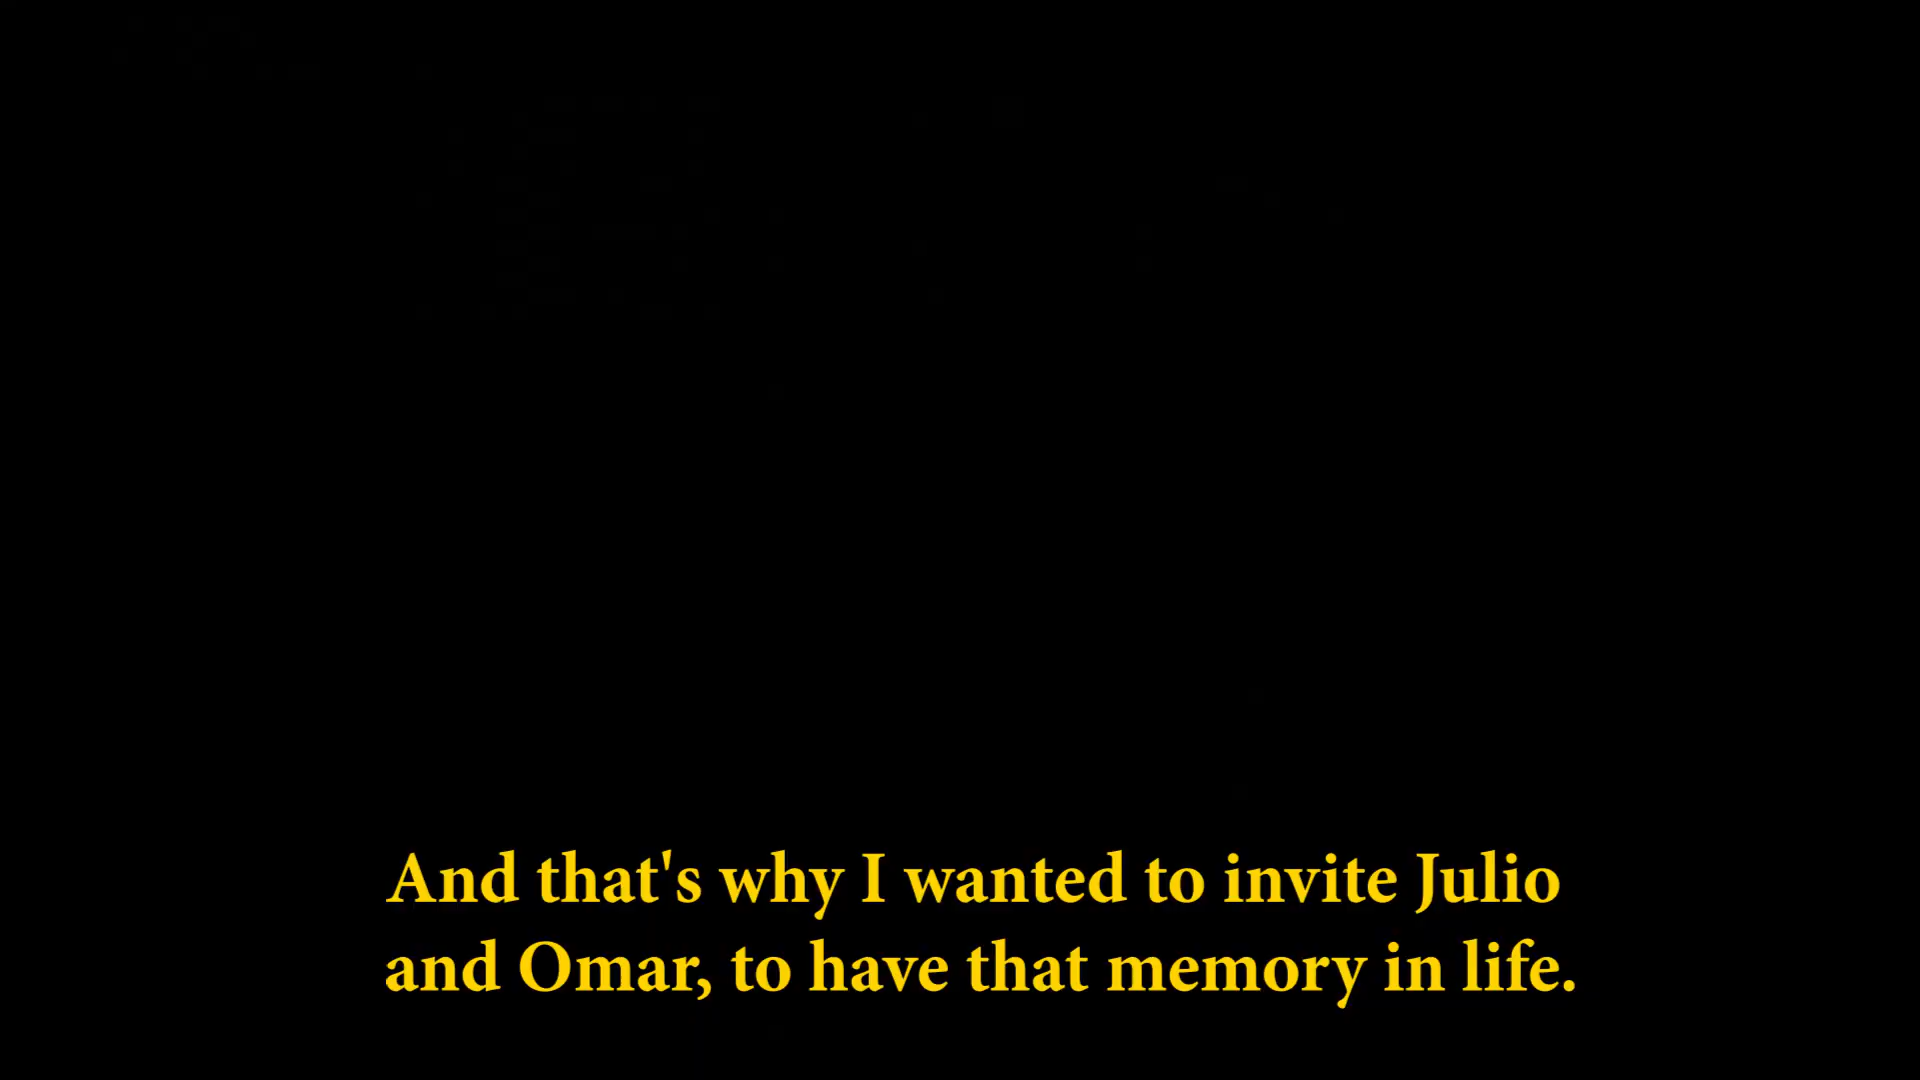 And that's why I wanted to invite Julio
and Omar, to have that memory in life.